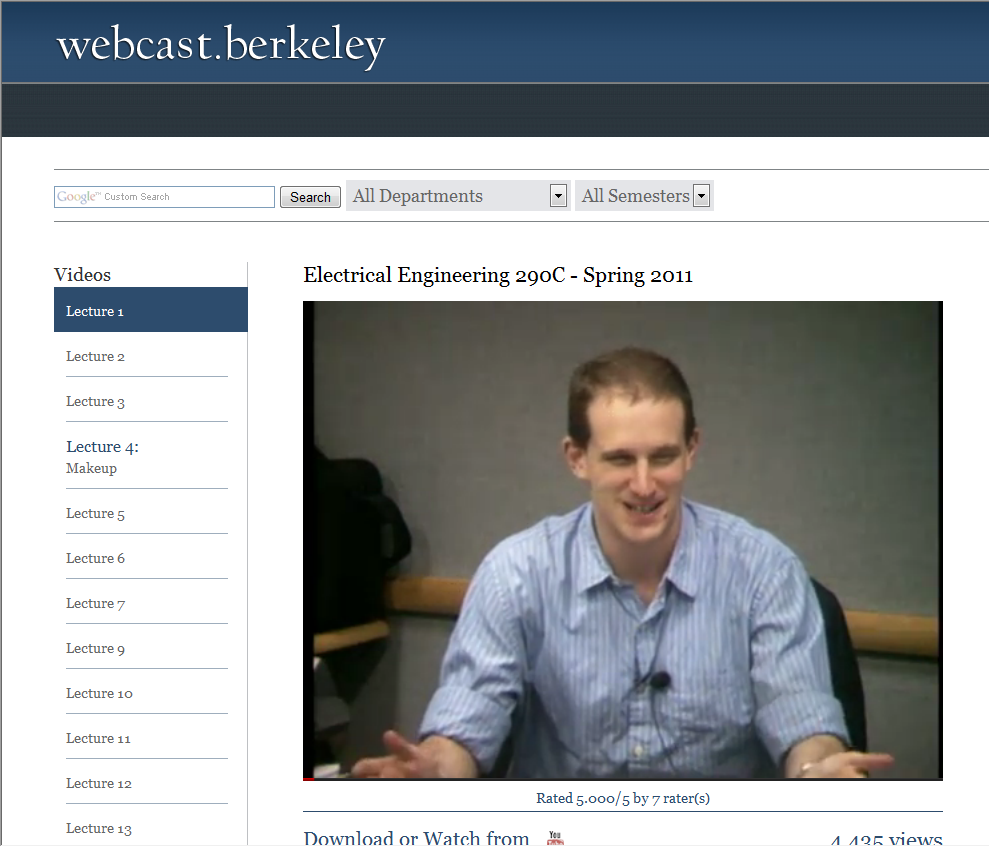 webcast.berkeley
Google™ Custom Search
Search
All Departments
All Semesters
Videos
Lecture 1
Lecture 2
Lecture 3
Lecture 4:
Makeup
Lecture 5
Lecture 6
Lecture 7
Lecture 9
Lecture 10
Lecture 11
Lecture 12
Lecture 13
Electrical Engineering 290C - Spring 2011
Rated 5.000/5 by 7 rater(s)
Download or Watch from
You
Tube
4,435 views